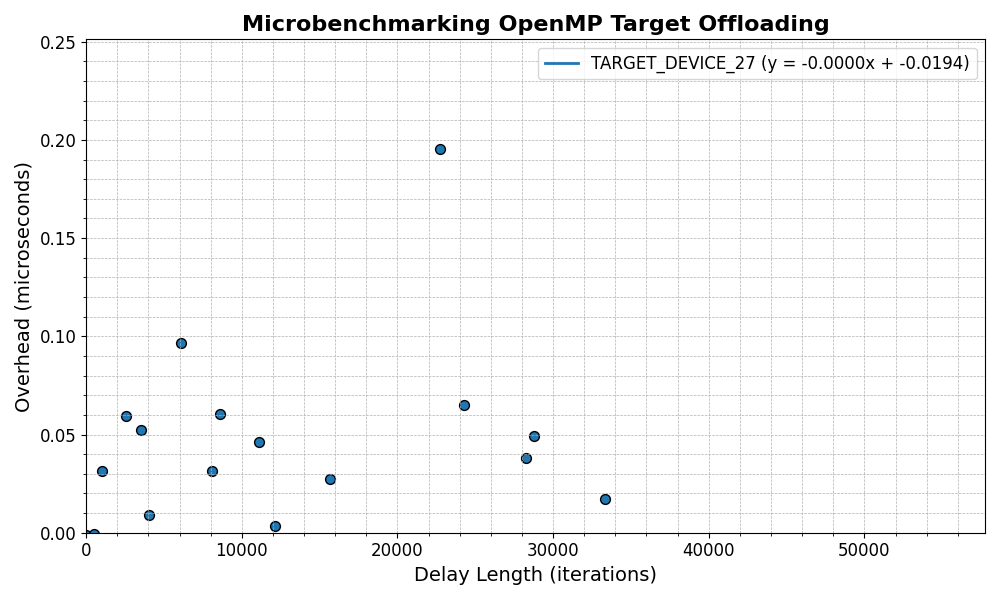 Microbenchmarking OpenMP Target Offloading
TARGET_DEVICE_27 (y = -0.0000x + -0.0194)
Overhead (microseconds)
0.25
0.20
0.15
0.10
0.05
0.00
0 10000 20000 30000 40000 50000
Delay Length (iterations)